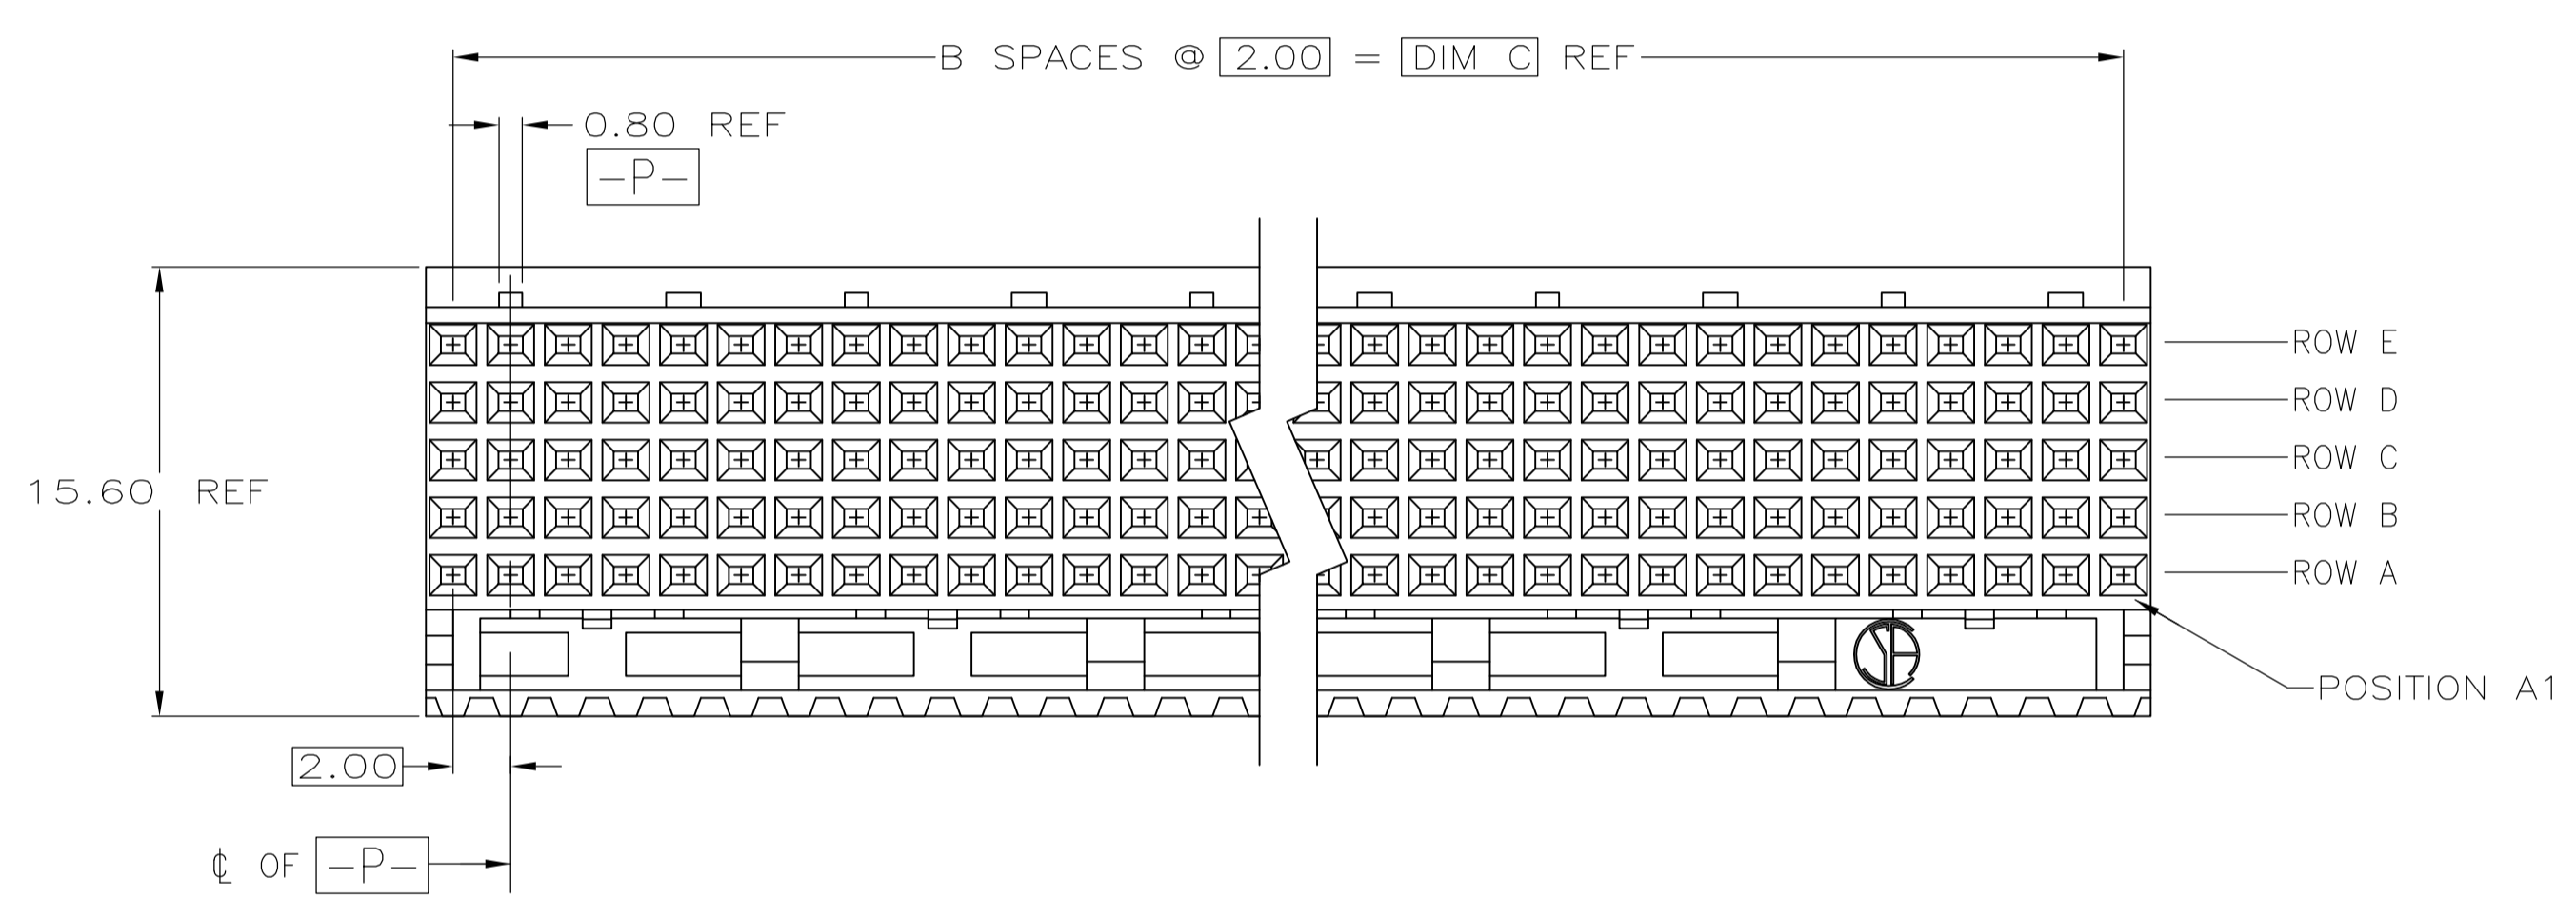 B SPACES @ 2.00 = DIM C REF
0.80 REF
-P-
15.60 REF
ROW E
ROW D
ROW C
ROW B
ROW A
POSITION A1
2.00
℄ OF -P-